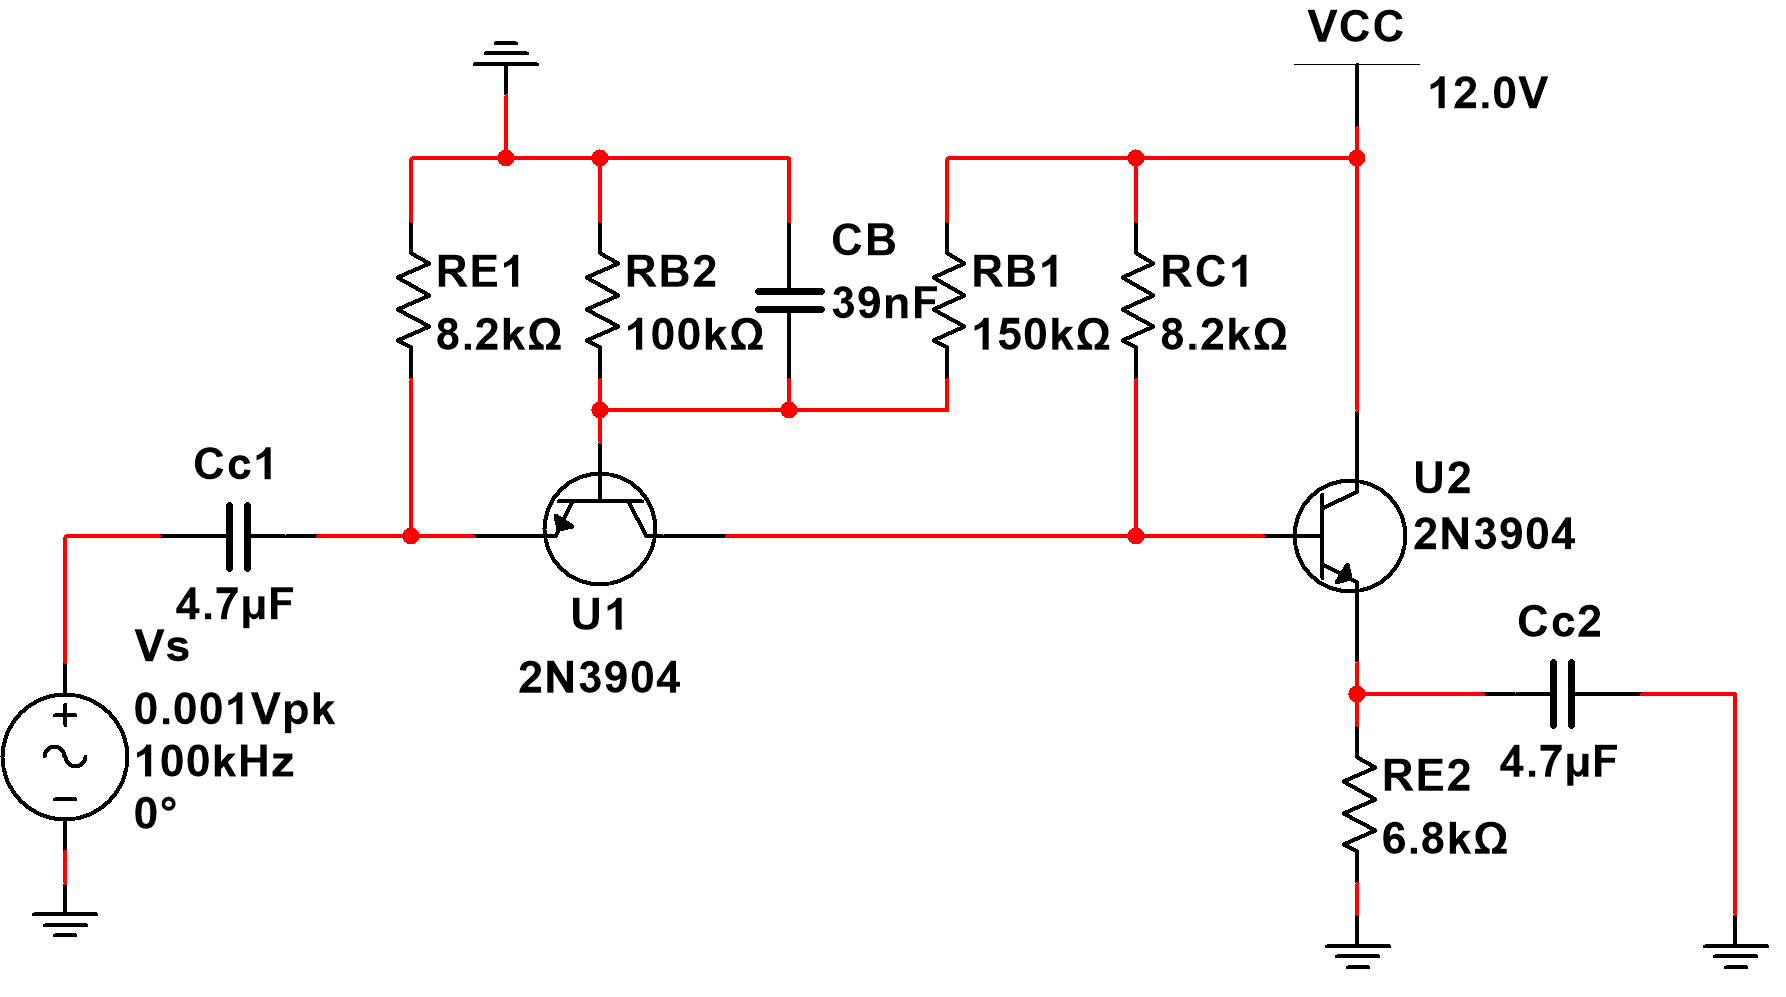 VCC
12.0V
CB
39nF
RE1
8.2kΩ
RB2
100kΩ
RB1
150kΩ
RC1
8.2kΩ
Cc1
4.7µF
U1
2N3904
U2
2N3904
Vs
0.001Vpk
100kHz
0°
Cc2
4.7µF
RE2
6.8kΩ